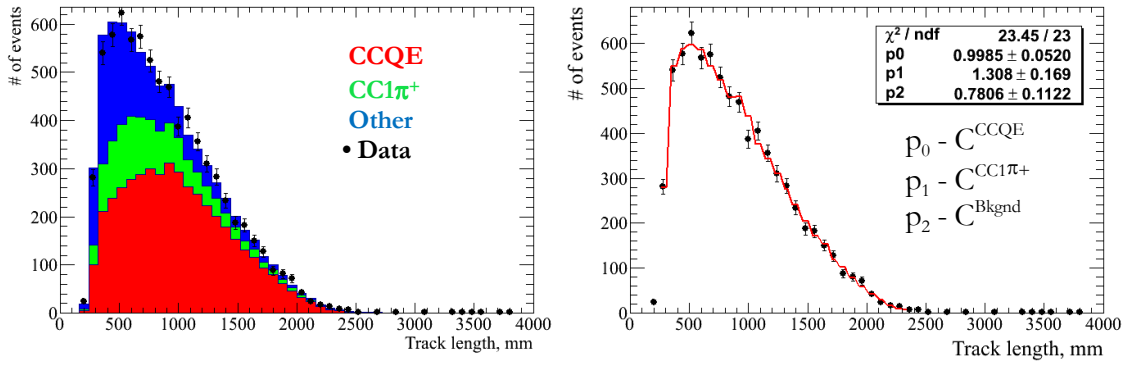 # of events
600
500
400
300
200
100
0
CCQE
CC1π+
Other
• Data
0 500 1000 1500 2000 2500 3000 3500 4000
Track length, mm
# of events
600
500
400
300
200
100
0
χ² / ndf 23.45 / 23
p0 0.9985 ± 0.0520
p1 1.308 ± 0.169
p2 0.7806 ± 0.1122
p₀ - C^CCQE
p₁ - C^CC1π+
p₂ - C^Bkgnd
0 500 1000 1500 2000 2500 3000 3500 4000
Track length, mm